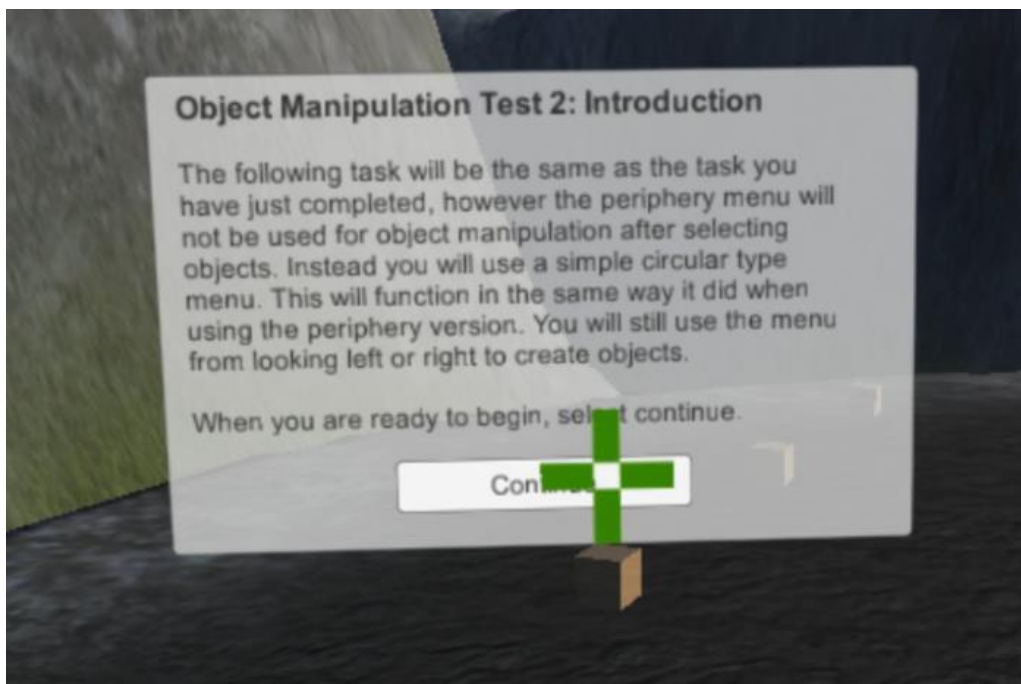 Object Manipulation Test 2: Introduction
The following task will be the same as the task you
have just completed, however the periphery menu will
not be used for object manipulation after selecting
objects. Instead you will use a simple circular type
menu. This will function in the same way it did when
using the periphery version. You will still use the menu
from looking left or right to create objects.
When you are ready to begin, select continue.
Continue